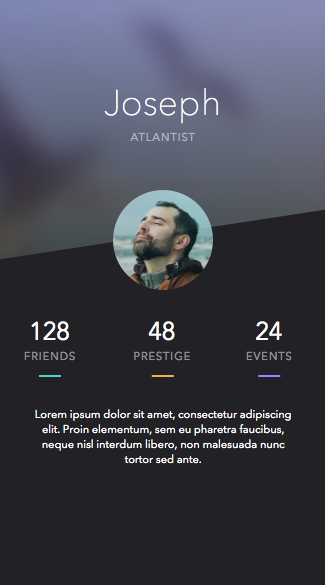 Joseph
ATLANTIST
128 48 24
FRIENDS PRESTIGE EVENTS
Lorem ipsum dolor sit amet, consectetur adipiscing
elit. Proin elementum, sem eu pharetra faucibus,
neque nisl interdum libero, non malesuada nunc
tortor sed ante.